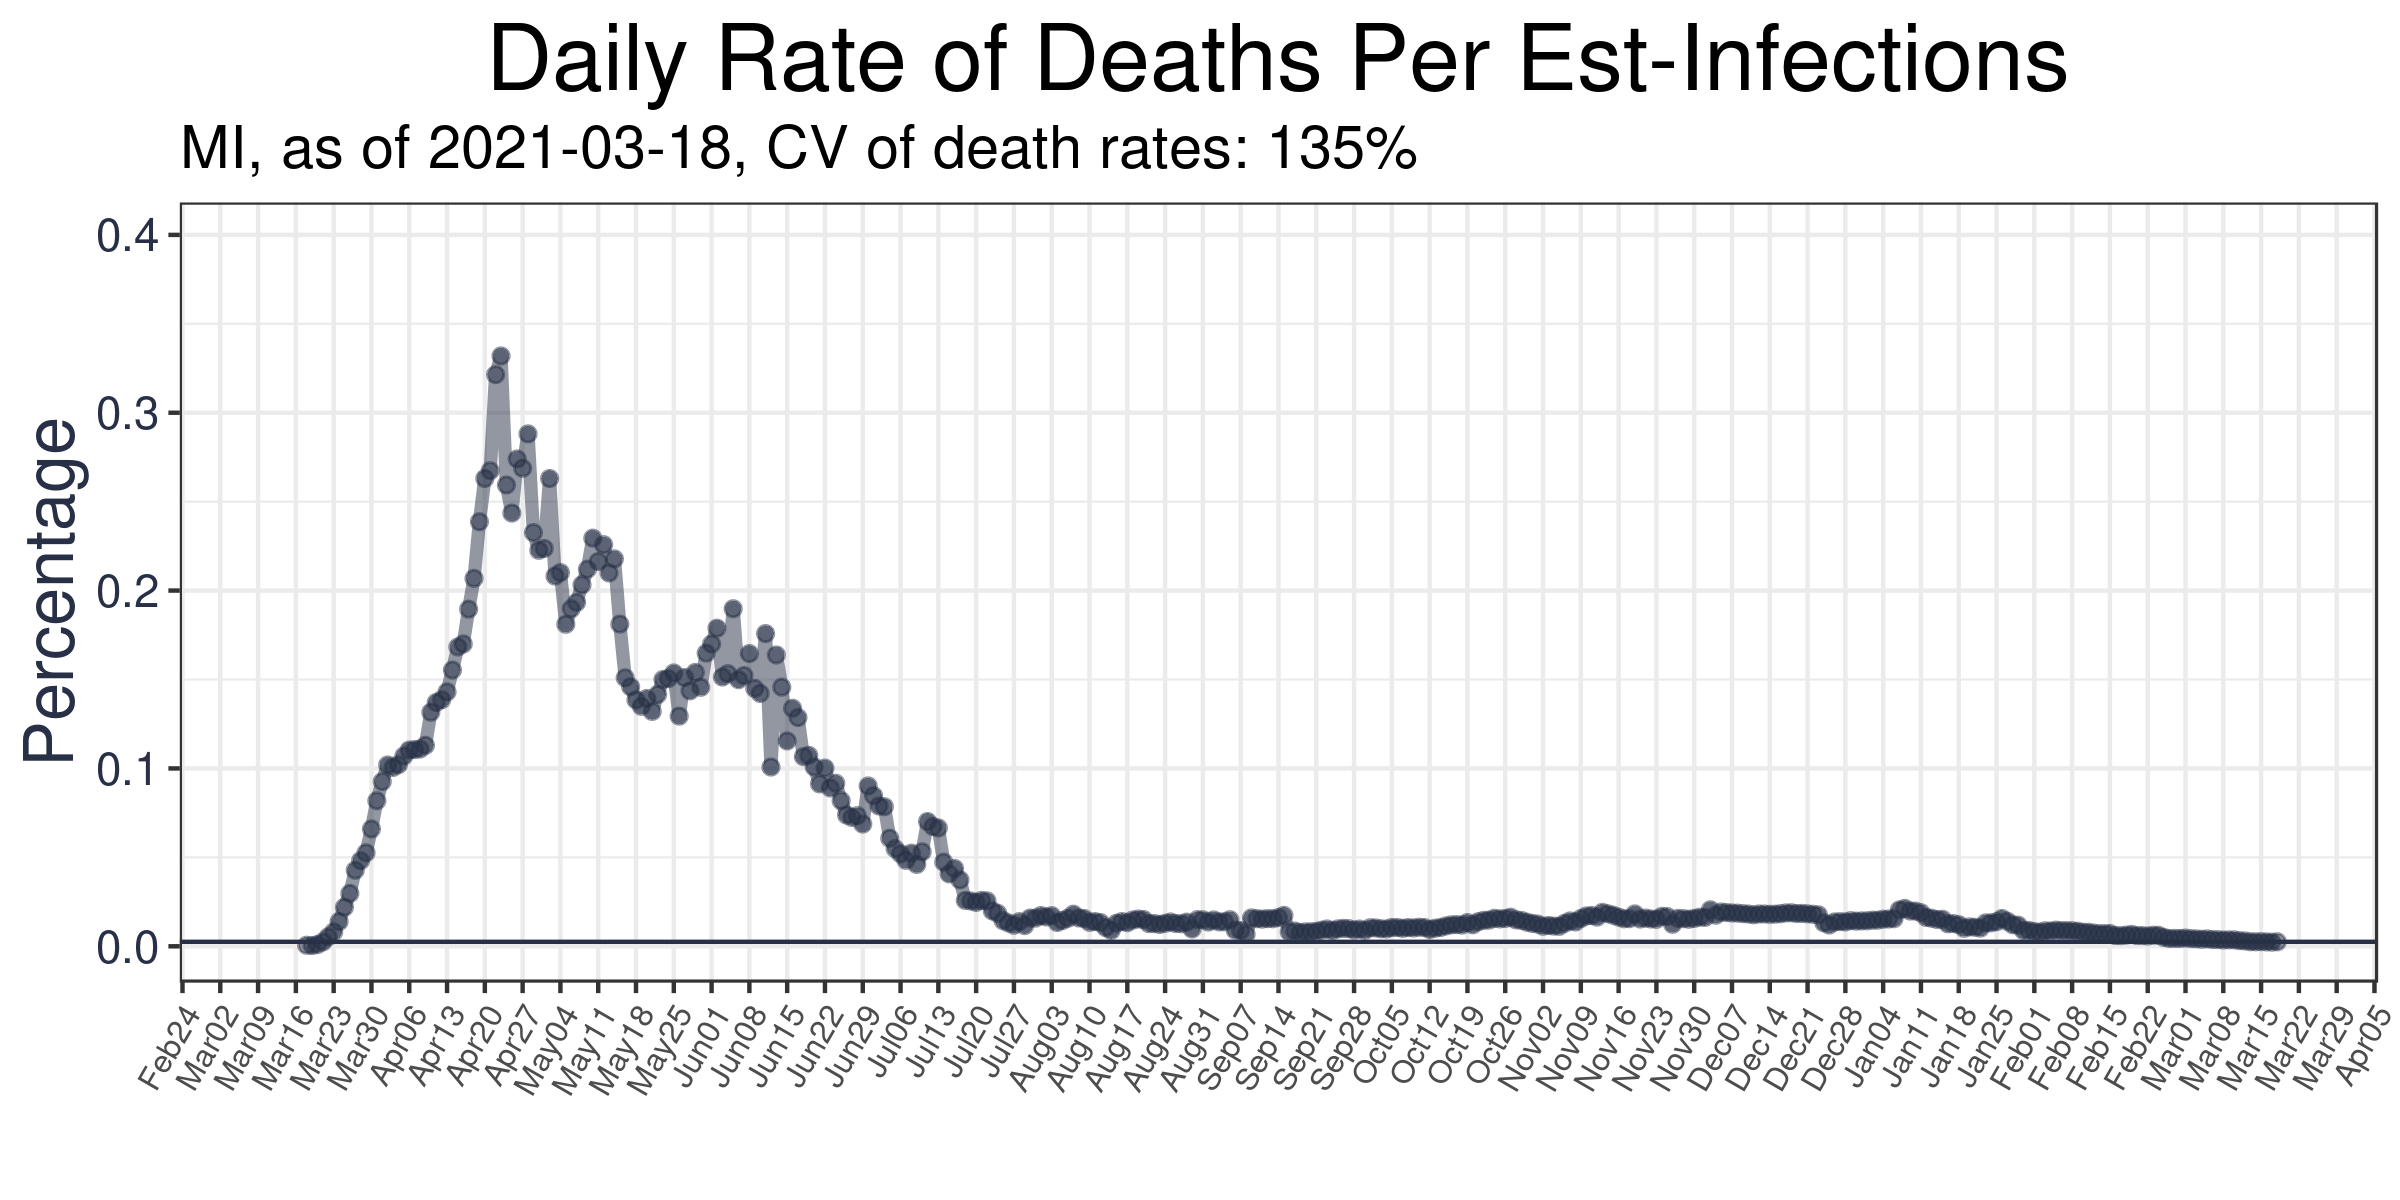 Daily Rate of Deaths Per Est-Infections
MI, as of 2021-03-18, CV of death rates: 135%
Percentage
0.4
0.3
0.2
0.1
0.0
Feb24 Mar02 Mar09 Mar16 Mar23 Mar30 Apr06 Apr13 Apr20 Apr27 May04 May11 May18 May25 Jun01 Jun08 Jun15 Jun22 Jun29 Jul06 Jul13 Jul20 Jul27 Aug03 Aug10 Aug17 Aug24 Aug31 Sep07 Sep14 Sep21 Sep28 Oct05 Oct12 Oct19 Oct26 Nov02 Nov09 Nov16 Nov23 Nov30 Dec07 Dec14 Dec21 Dec28 Jan04 Jan11 Jan18 Jan25 Feb01 Feb08 Feb15 Feb22 Mar01 Mar08 Mar15 Mar22 Mar29 Apr05